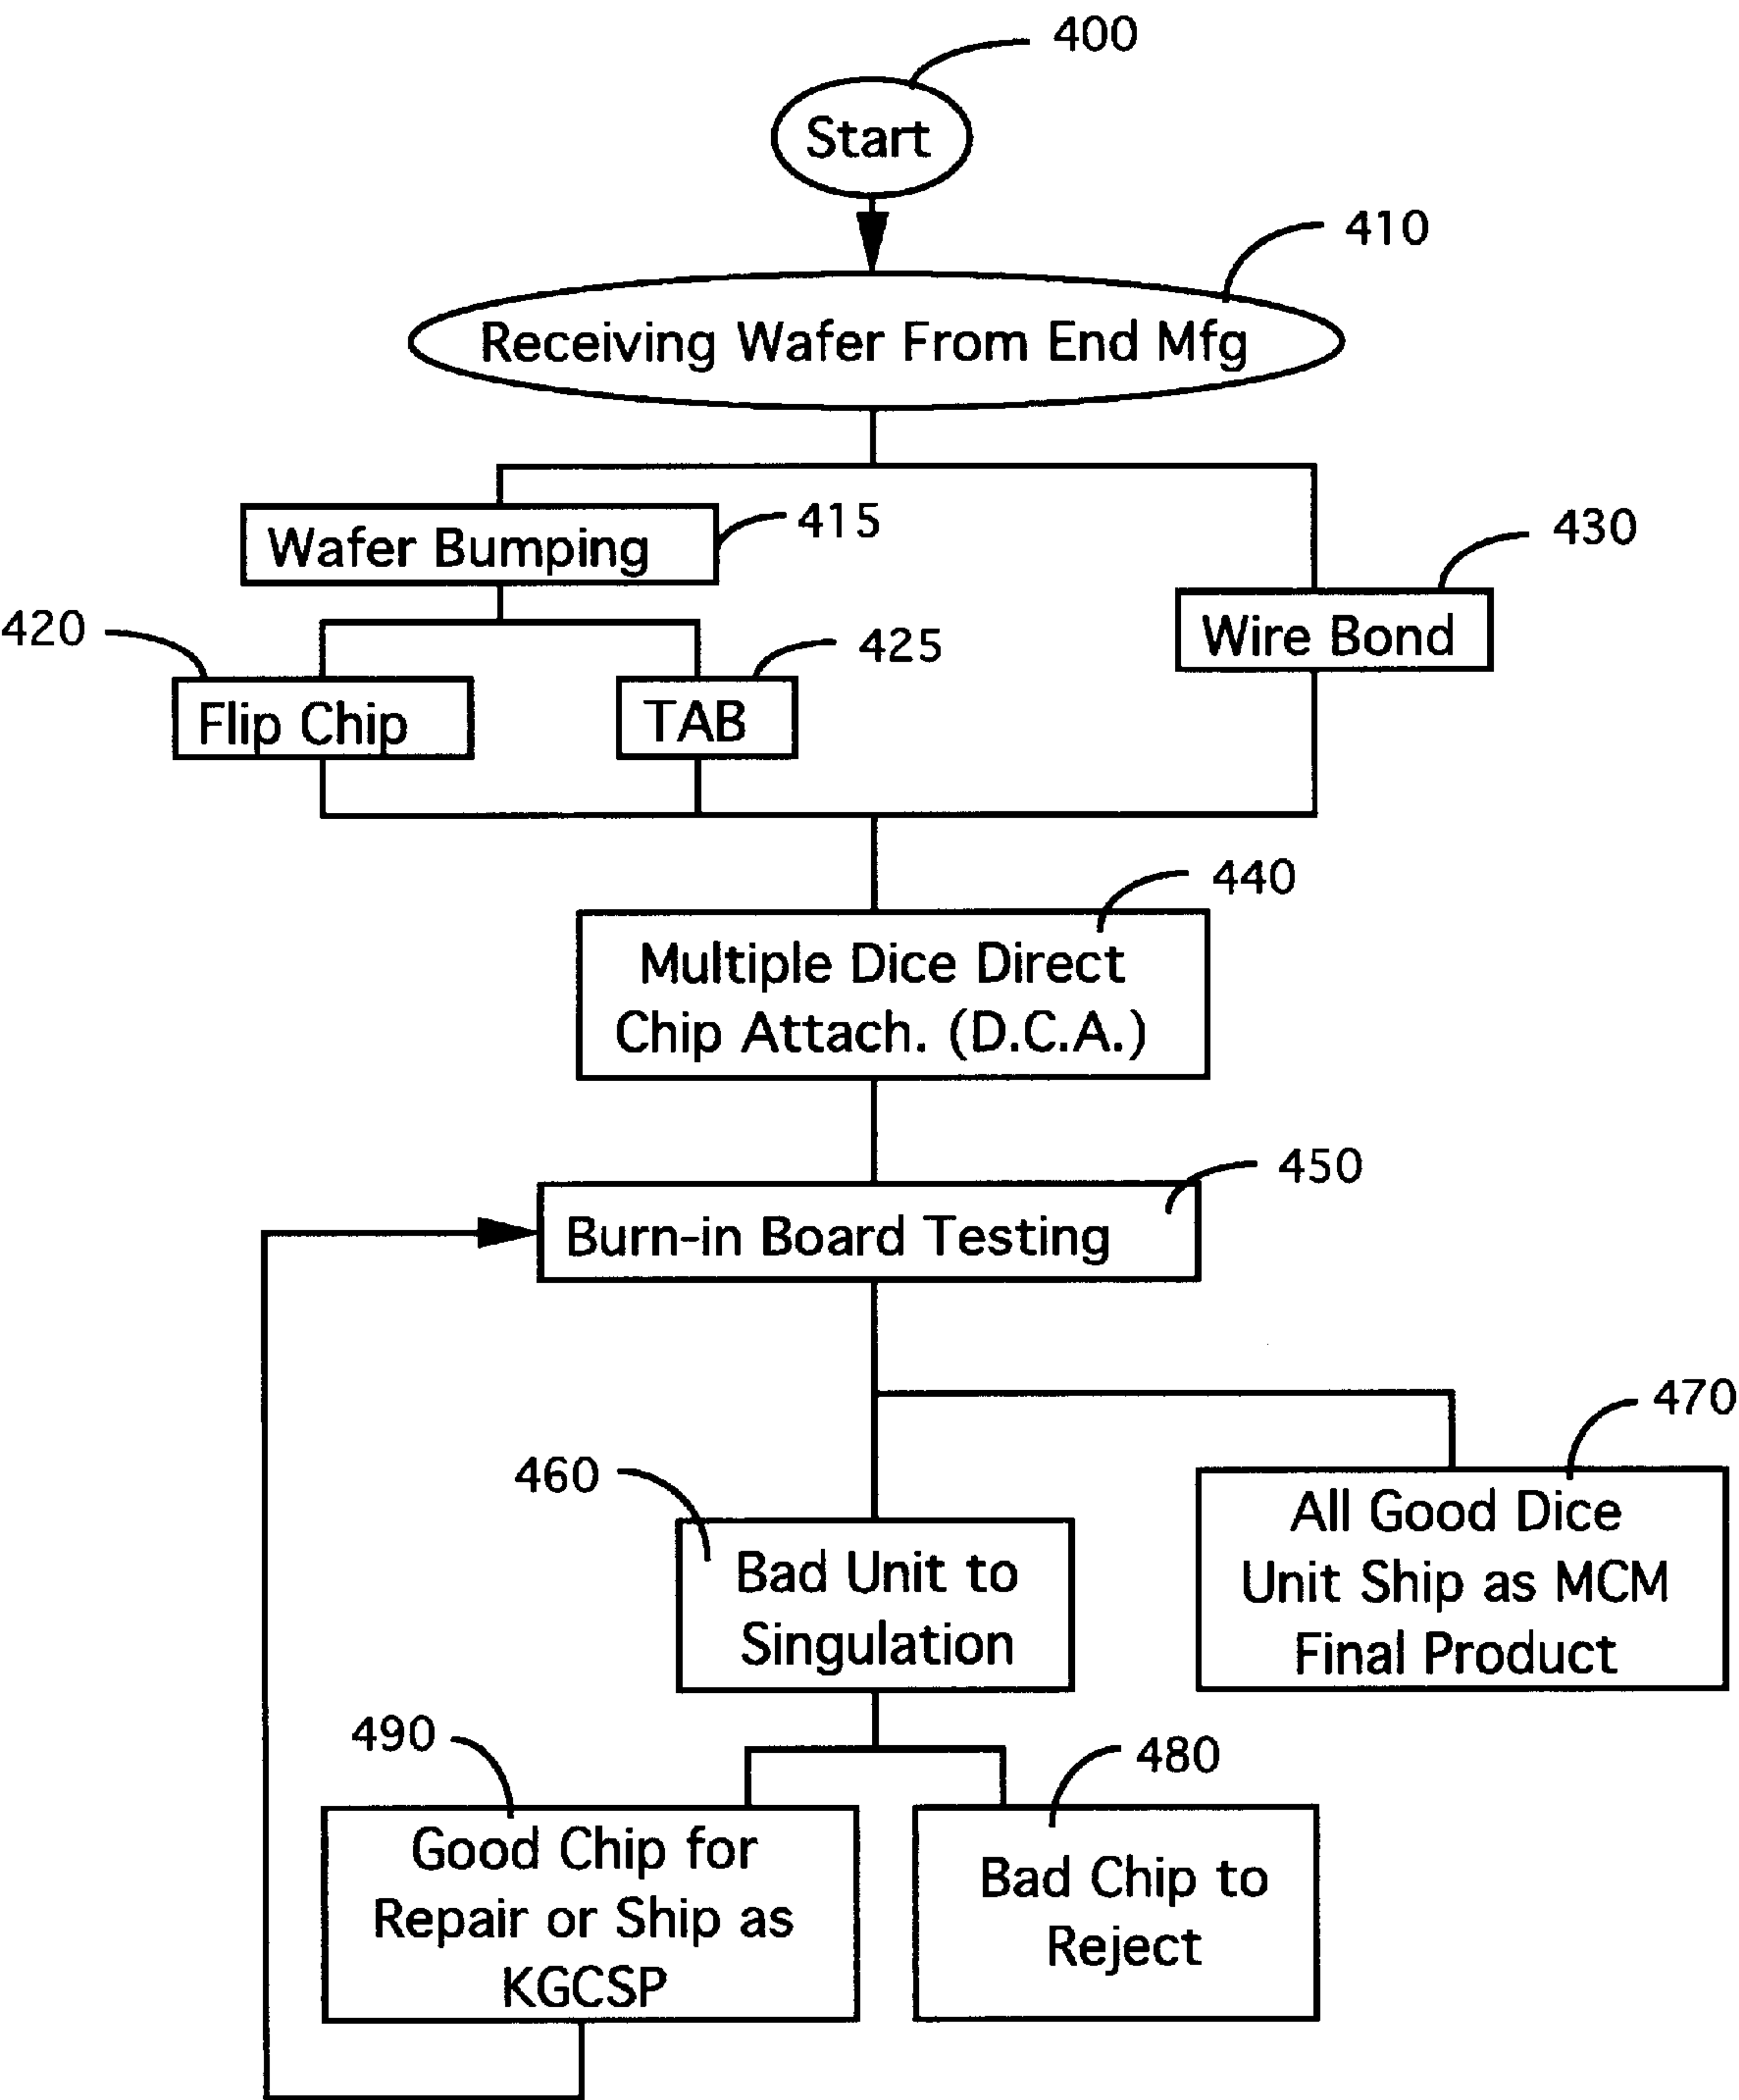 400
Start
410
Receiving Wafer From End Mfg
Wafer Bumping
415
430
Wire Bond
420
425
Flip Chip
TAB
440
Multiple Dice Direct
Chip Attach. (D.C.A.)
450
Burn-in Board Testing
470
460
All Good Dice
Unit Ship as MCM
Final Product
Bad Unit to
Singulation
490
480
Good Chip for
Repair or Ship as
KGCSP
Bad Chip to
Reject